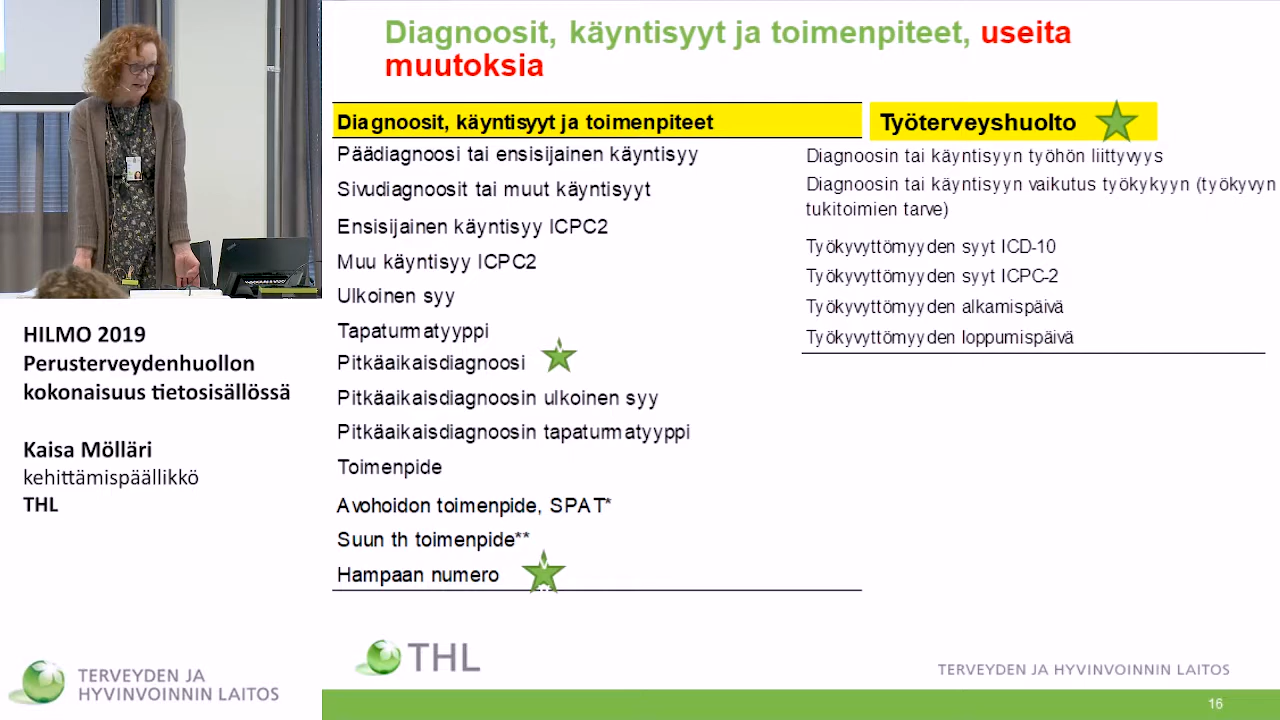 Diagnoosit, käyntisyyt ja toimenpiteet, useita
muutoksia
Diagnoosit, käyntisyyt ja toimenpiteet
Päädiagnoosi tai ensisijainen käyntisyy
Sivudiagnoosit tai muut käyntisyyt
Ensisijainen käyntisyy ICPC2
Muu käyntisyy ICPC2
Ulkoinen syy
Tapaturmatyyppi
Pitkäaikaisdiagnoosi
Pitkäaikaisdiagnoosin ulkoinen syy
Pitkäaikaisdiagnoosin tapaturmatyyppi
Toimenpide
Avohoidon toimenpide, SPAT*
Suun th toimenpide**
Hampaan numero
Työterveyshuolto
Diagnoosin tai käyntisyyn työhön liittyvyys
Diagnoosin tai käyntisyyn vaikutus työkykyyn (työkyvyn
tukitoimien tarve)
Työkyvyttömyyden syyt ICD-10
Työkyvyttömyyden syyt ICPC-2
Työkyvyttömyyden alkamispäivä
Työkyvyttömyyden loppumispäivä
HILMO 2019
Perusterveydenhuollon
kokonaisuus tietosisällössä
Kaisa Mölläri
kehittämispäällikkö
THL
TERVEYDEN JA
HYVINVOINNIN LAITOS
THL
TERVEYDEN JA HYVINVOINNIN LAITOS
16